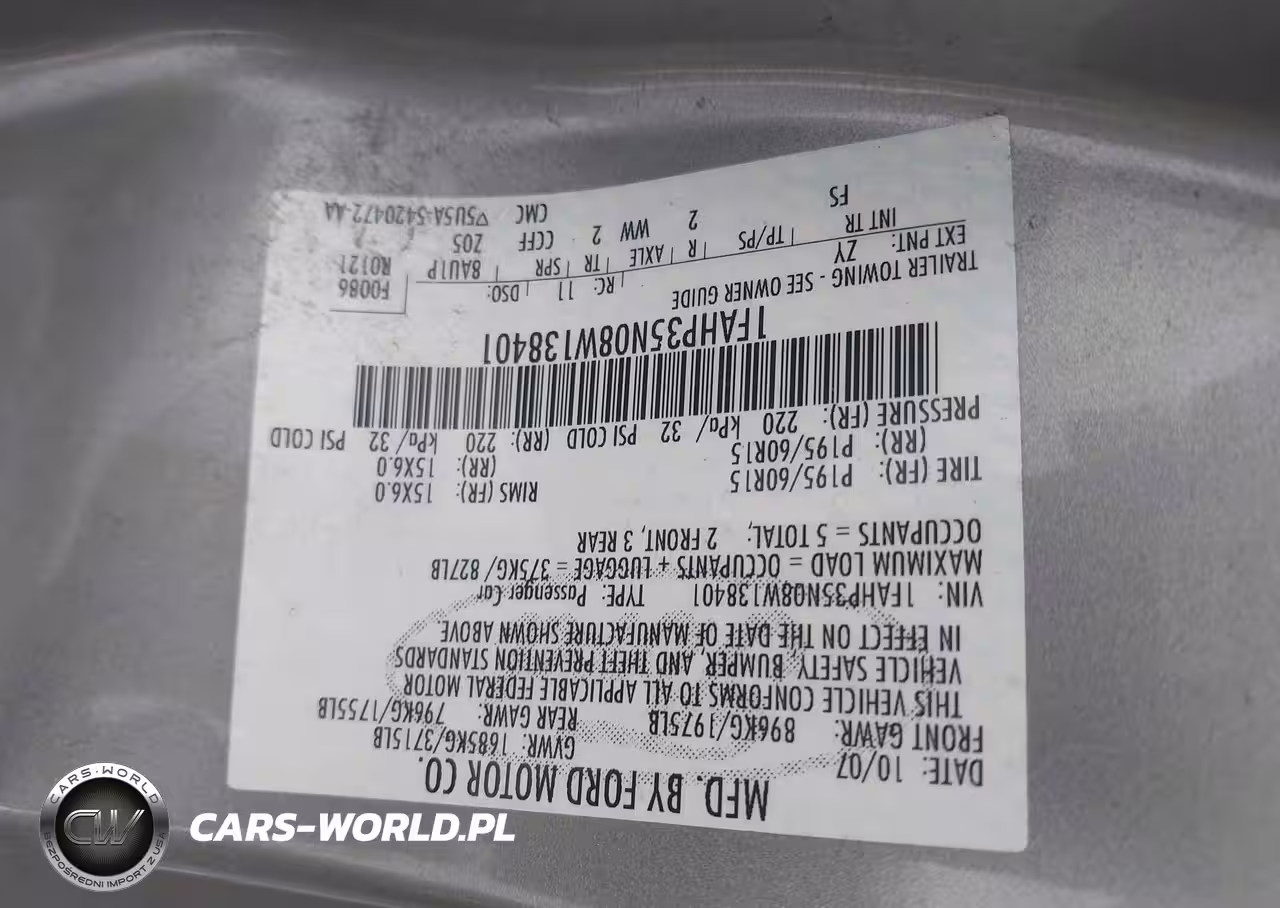 MFD. BY FORD MOTOR CO.
DATE: 10/07 GVWR: 1685KG/3715LB
FRONT GAWR: 896KG/1975LB REAR GAWR: 796KG/1755LB
THIS VEHICLE CONFORMS TO ALL APPLICABLE FEDERAL MOTOR
VEHICLE SAFETY, BUMPER, AND THEFT PREVENTION STANDARDS
IN EFFECT ON THE DATE OF MANUFACTURE SHOWN ABOVE.
VIN: 1FAHP35N08W138401 TYPE: Passenger Car
MAXIMUM LOAD = OCCUPANTS + LUGGAGE = 375KG/ 827LB
OCCUPANTS = 5 TOTAL, 2 FRONT, 3 REAR
TIRE (FR): P195/60R15 RIMS (FR): 15X6.0
(RR): P195/60R15 (RR): 15X6.0
PRESSURE (FR): 220 kPa/ 32 PSI COLD (RR): 220 kPa/32 PSI COLD
1FAHP35N08W138401
TRAILER TOWING - SEE OWNER GUIDE
EXT PNT: ZY RC: 11 DSO: F0086
R0121
INT TR TP/PS R AXLE TR SPR 8AU1P
FS 2 WW 2 CCFF Z05
CMC ▽5U5A-5420472-AA
CARS-WORLD
CW
BEZPOŚREDNI IMPORT Z USA
CARS-WORLD.PL